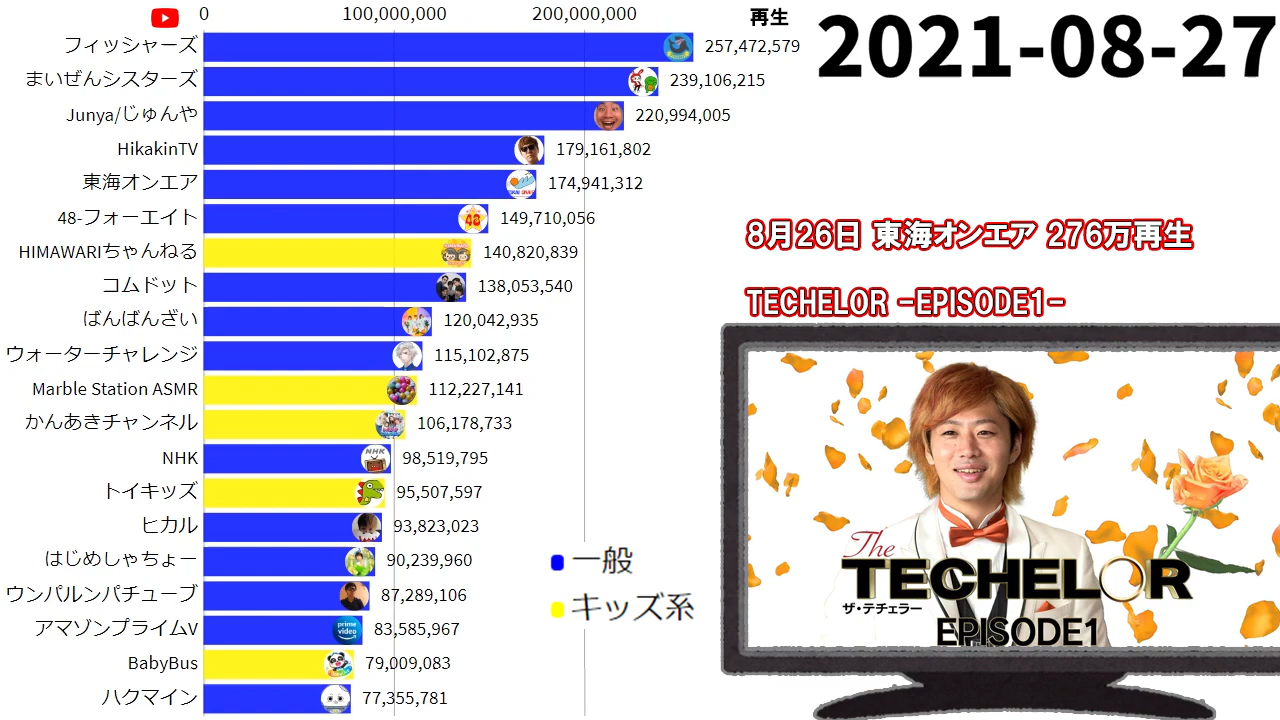 0 100,000,000 200,000,000 再生
2021-08-27
フィッシャーズ 257,472,579
まいぜんシスターズ 239,106,215
Junya/じゅんや 220,994,005
HikakinTV 179,161,802
東海オンエア 174,941,312
48-フォーエイト 48 149,710,056
HIMAWARIちゃんねる 140,820,839
コムドット 138,053,540
ばんばんざい 120,042,935
ウォーターチャレンジ 115,102,875
Marble Station ASMR 112,227,141
かんあきチャンネル 106,178,733
NHK NHK 98,519,795
トイキッズ 95,507,597
ヒカル 93,823,023
はじめしゃちょー 90,239,960
ウンパルンパチューブ 87,289,106
アマゾンプライムV prime video 83,585,967
BabyBus 79,009,083
ハクマイン 77,355,781
一般
キッズ系
8月26日 東海オンエア 276万再生
TECHELOR -EPISODE1-
The
TECHELOR
ザ・テチェラー
EPISODE1